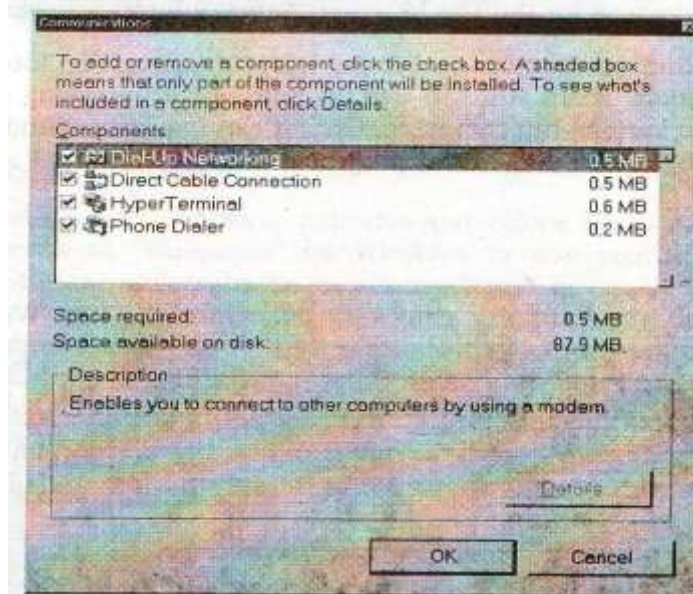 Communications
To add or remove a component, click the check box. A shaded box
means that only part of the component will be installed. To see what's
included in a component, click Details.
Components
Dial-Up Networking 0.5 MB
Direct Cable Connection 0.5 MB
HyperTerminal 0.6 MB
Phone Dialer 0.2 MB
Space required: 0.5 MB
Space available on disk: 87.9 MB
Description
Enables you to connect to other computers by using a modem.
Details
OK Cancel